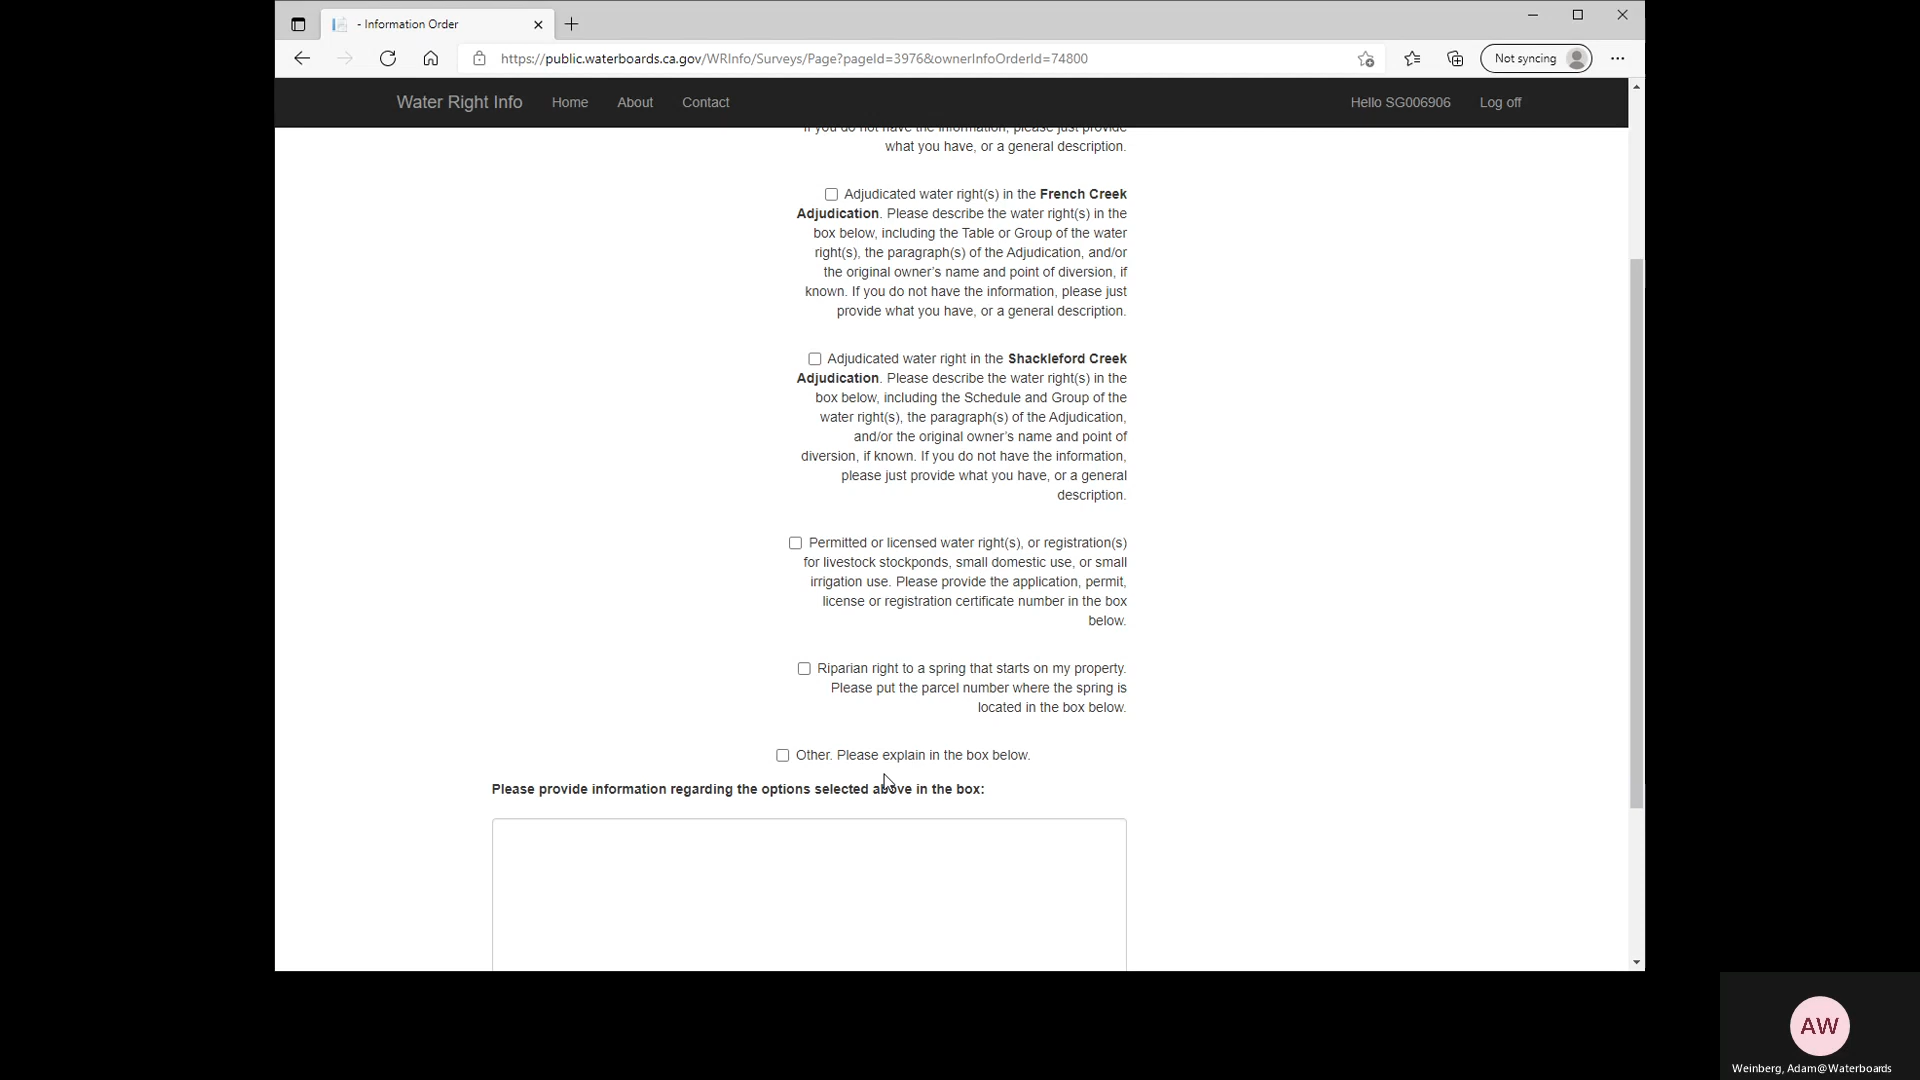 - Information Order
https://public.waterboards.ca.gov/WRInfo/Surveys/Page?pageId=3976&ownerInfoOrderId=74800
Not syncing
Water Right Info
Home
About
Contact
Hello SG006906
Log off
If you do not have the information, please just provide
what you have, or a general description.
Adjudicated water right(s) in the French Creek
Adjudication. Please describe the water right(s) in the
box below, including the Table or Group of the water
right(s), the paragraph(s) of the Adjudication, and/or
the original owner's name and point of diversion, if
known. If you do not have the information, please just
provide what you have, or a general description.
Adjudicated water right in the Shackleford Creek
Adjudication. Please describe the water right(s) in the
box below, including the Schedule and Group of the
water right(s), the paragraph(s) of the Adjudication,
and/or the original owner's name and point of
diversion, if known. If you do not have the information,
please just provide what you have, or a general
description.
Permitted or licensed water right(s), or registration(s)
for livestock stockponds, small domestic use, or small
irrigation use. Please provide the application, permit,
license or registration certificate number in the box
below.
Riparian right to a spring that starts on my property.
Please put the parcel number where the spring is
located in the box below.
Other. Please explain in the box below.
Please provide information regarding the options selected above in the box:
AW
Weinberg, Adam@Waterboards